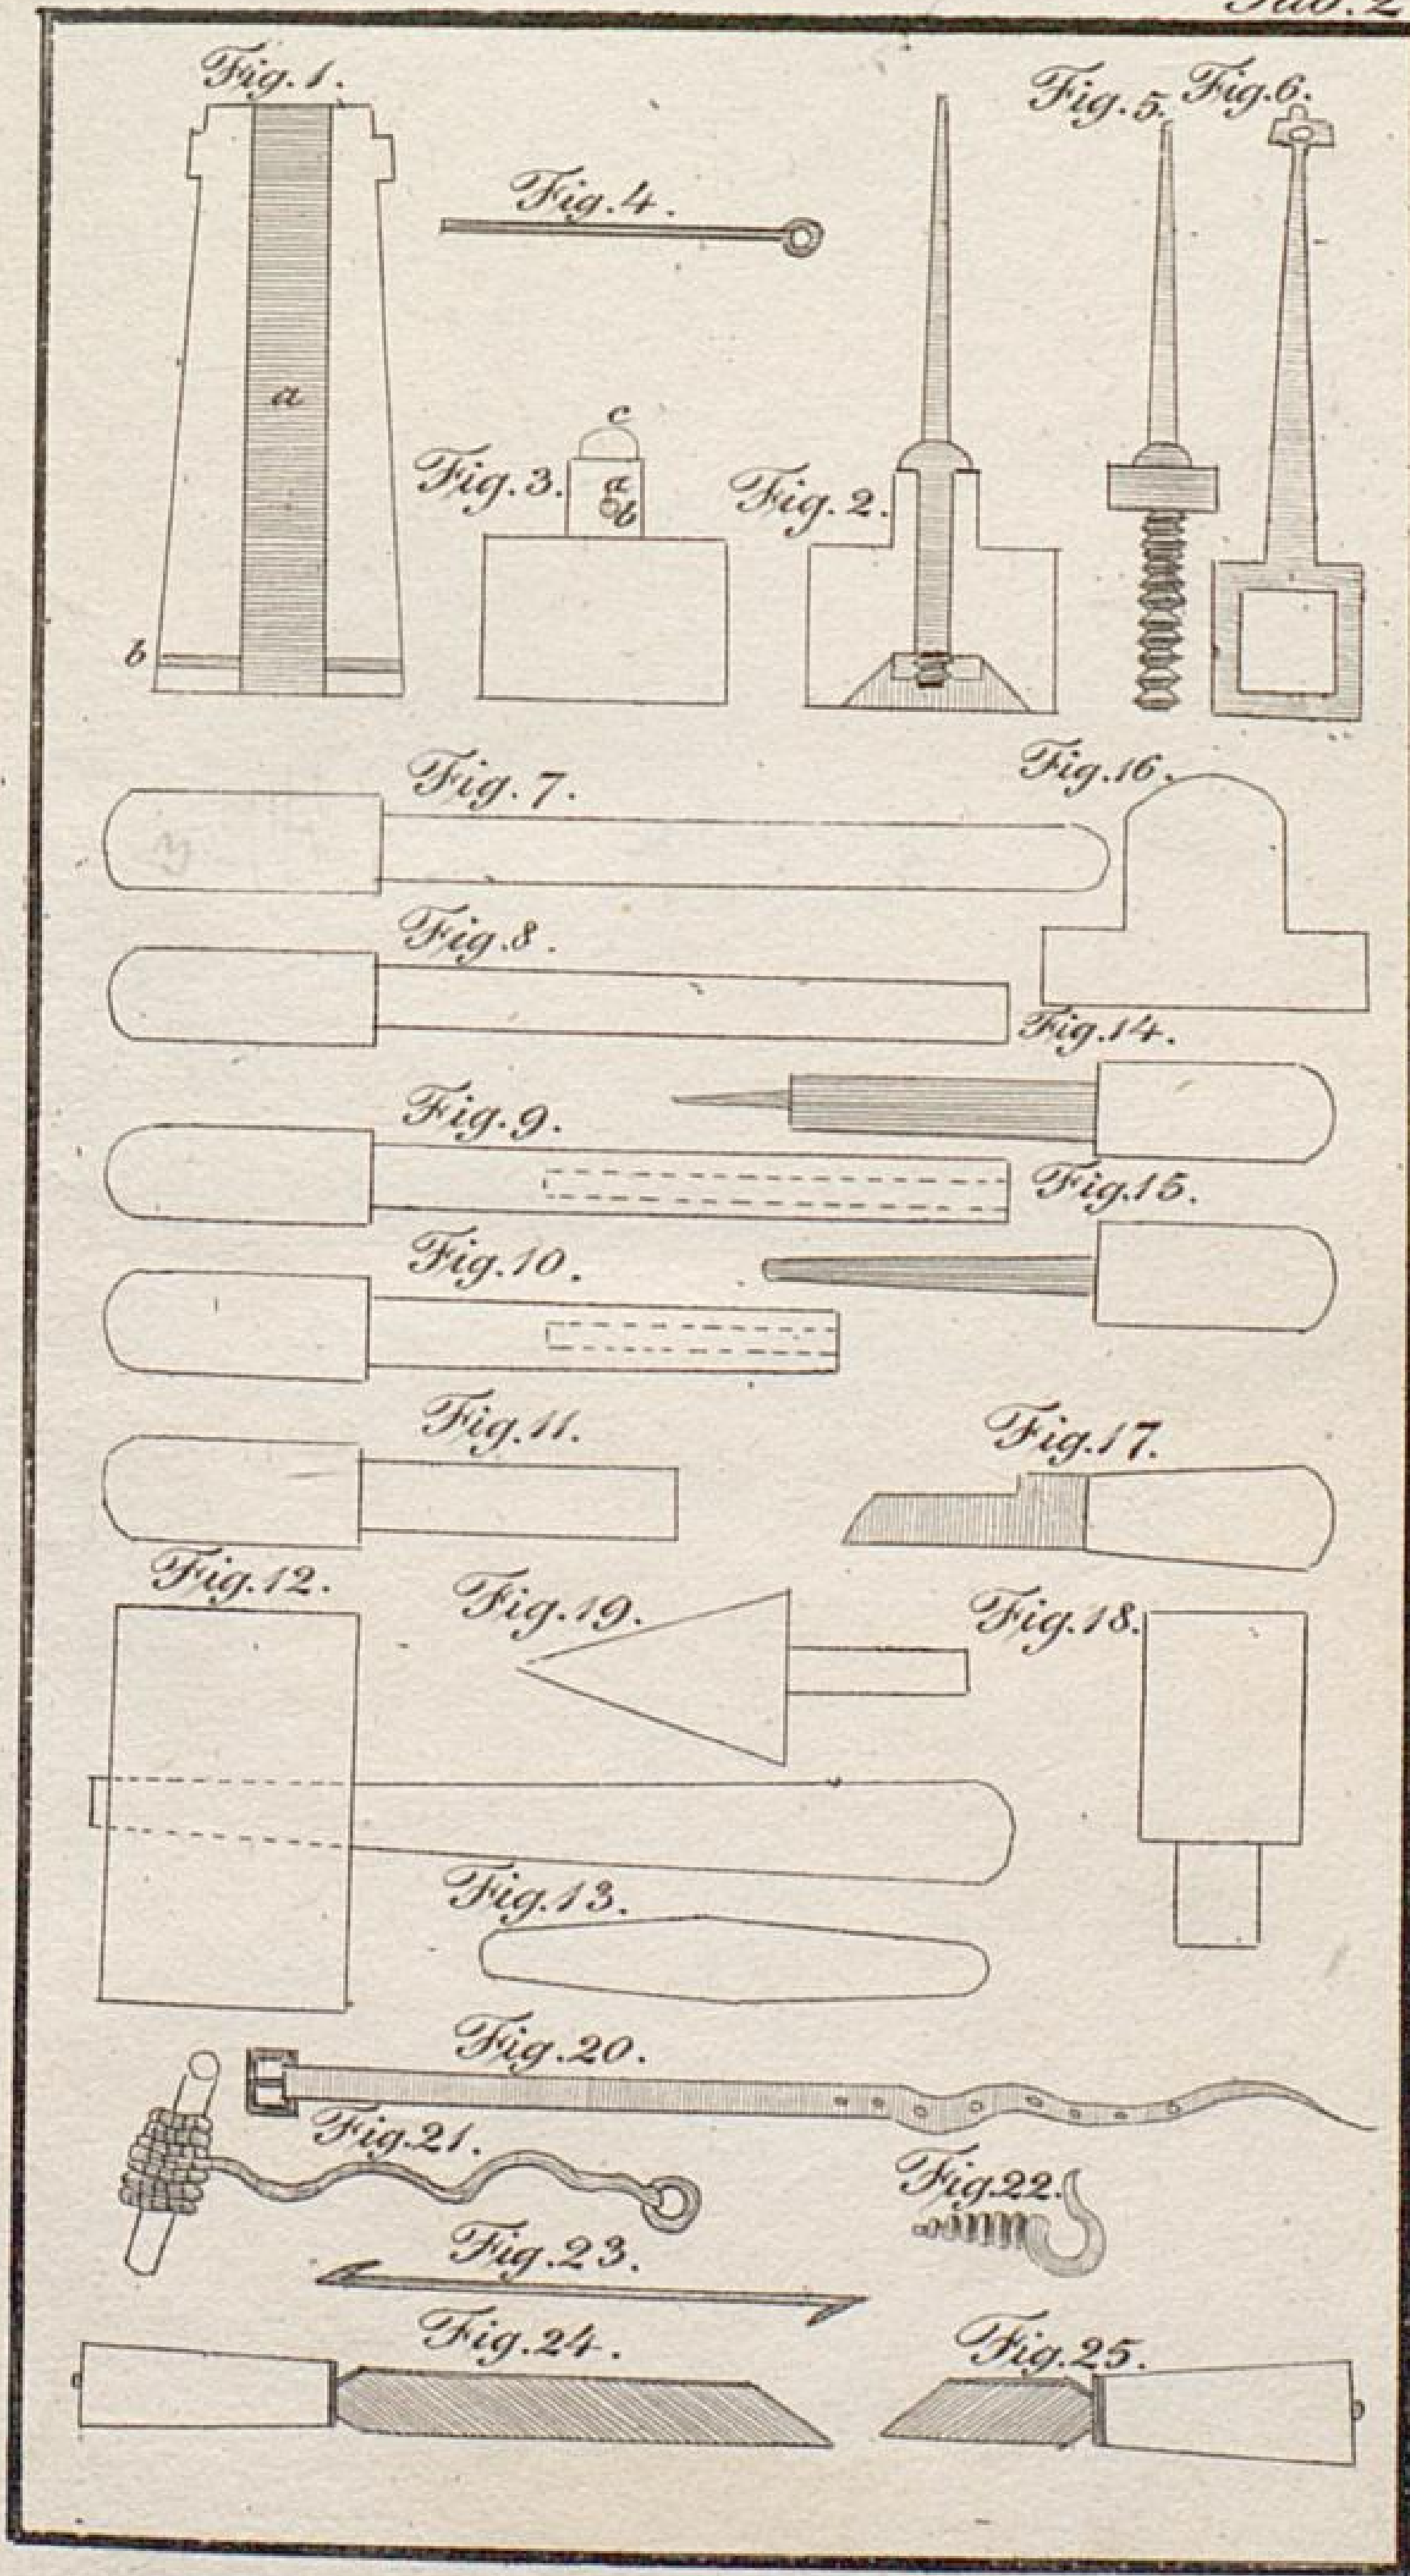 Tab. 2
Fig. 1.
Fig. 5.
Fig. 6.
Fig. 4.
a
c
Fig. 3.
a
b
Fig. 2.
b
Fig. 7.
Fig. 16.
Fig. 8.
Fig. 14.
Fig. 9.
Fig. 15.
Fig. 10.
Fig. 11.
Fig. 17.
Fig. 12.
Fig. 19.
Fig. 18.
Fig. 13.
Fig. 20.
Fig. 21.
Fig. 22.
Fig. 23.
Fig. 24.
Fig. 25.